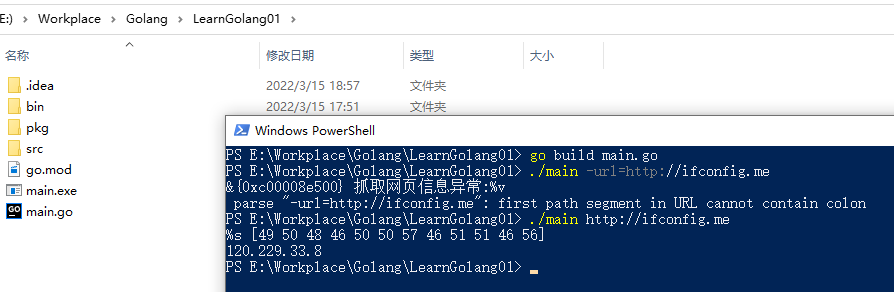 E:) > Workplace > Golang > LearnGolang01 >
名称 修改日期 类型 大小
.idea 2022/3/15 18:57 文件夹
bin 2022/3/15 17:51 文件夹
pkg
src
go.mod
main.exe
GO main.go
Windows PowerShell
PS E:\Workplace\Golang\LearnGolang01> go build main.go
PS E:\Workplace\Golang\LearnGolang01> ./main -url=http://ifconfig.me
&{0xc00008e500} 抓取网页信息异常:%v
parse "-url=http://ifconfig.me": first path segment in URL cannot contain colon
PS E:\Workplace\Golang\LearnGolang01> ./main http://ifconfig.me
%s [49 50 48 46 50 50 57 46 51 51 46 56]
120.229.33.8
PS E:\Workplace\Golang\LearnGolang01>